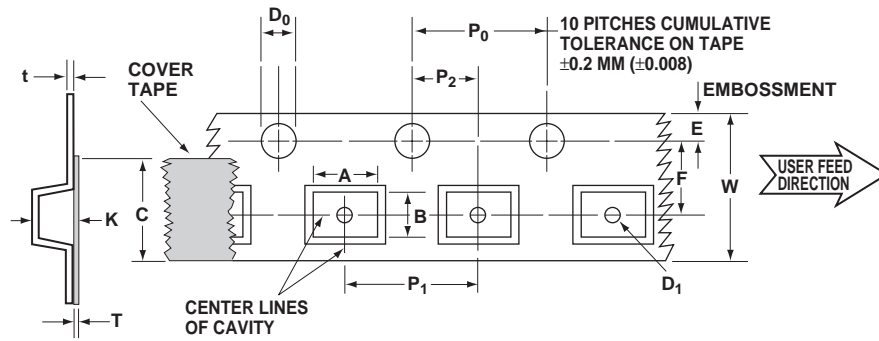 D0
P0
10 PITCHES CUMULATIVE
TOLERANCE ON TAPE
±0.2 MM (±0.008)
t
COVER
TAPE
P2
EMBOSSMENT
E
A
F
W
USER FEED
DIRECTION
K
C
B
P1
D1
CENTER LINES
OF CAVITY
T